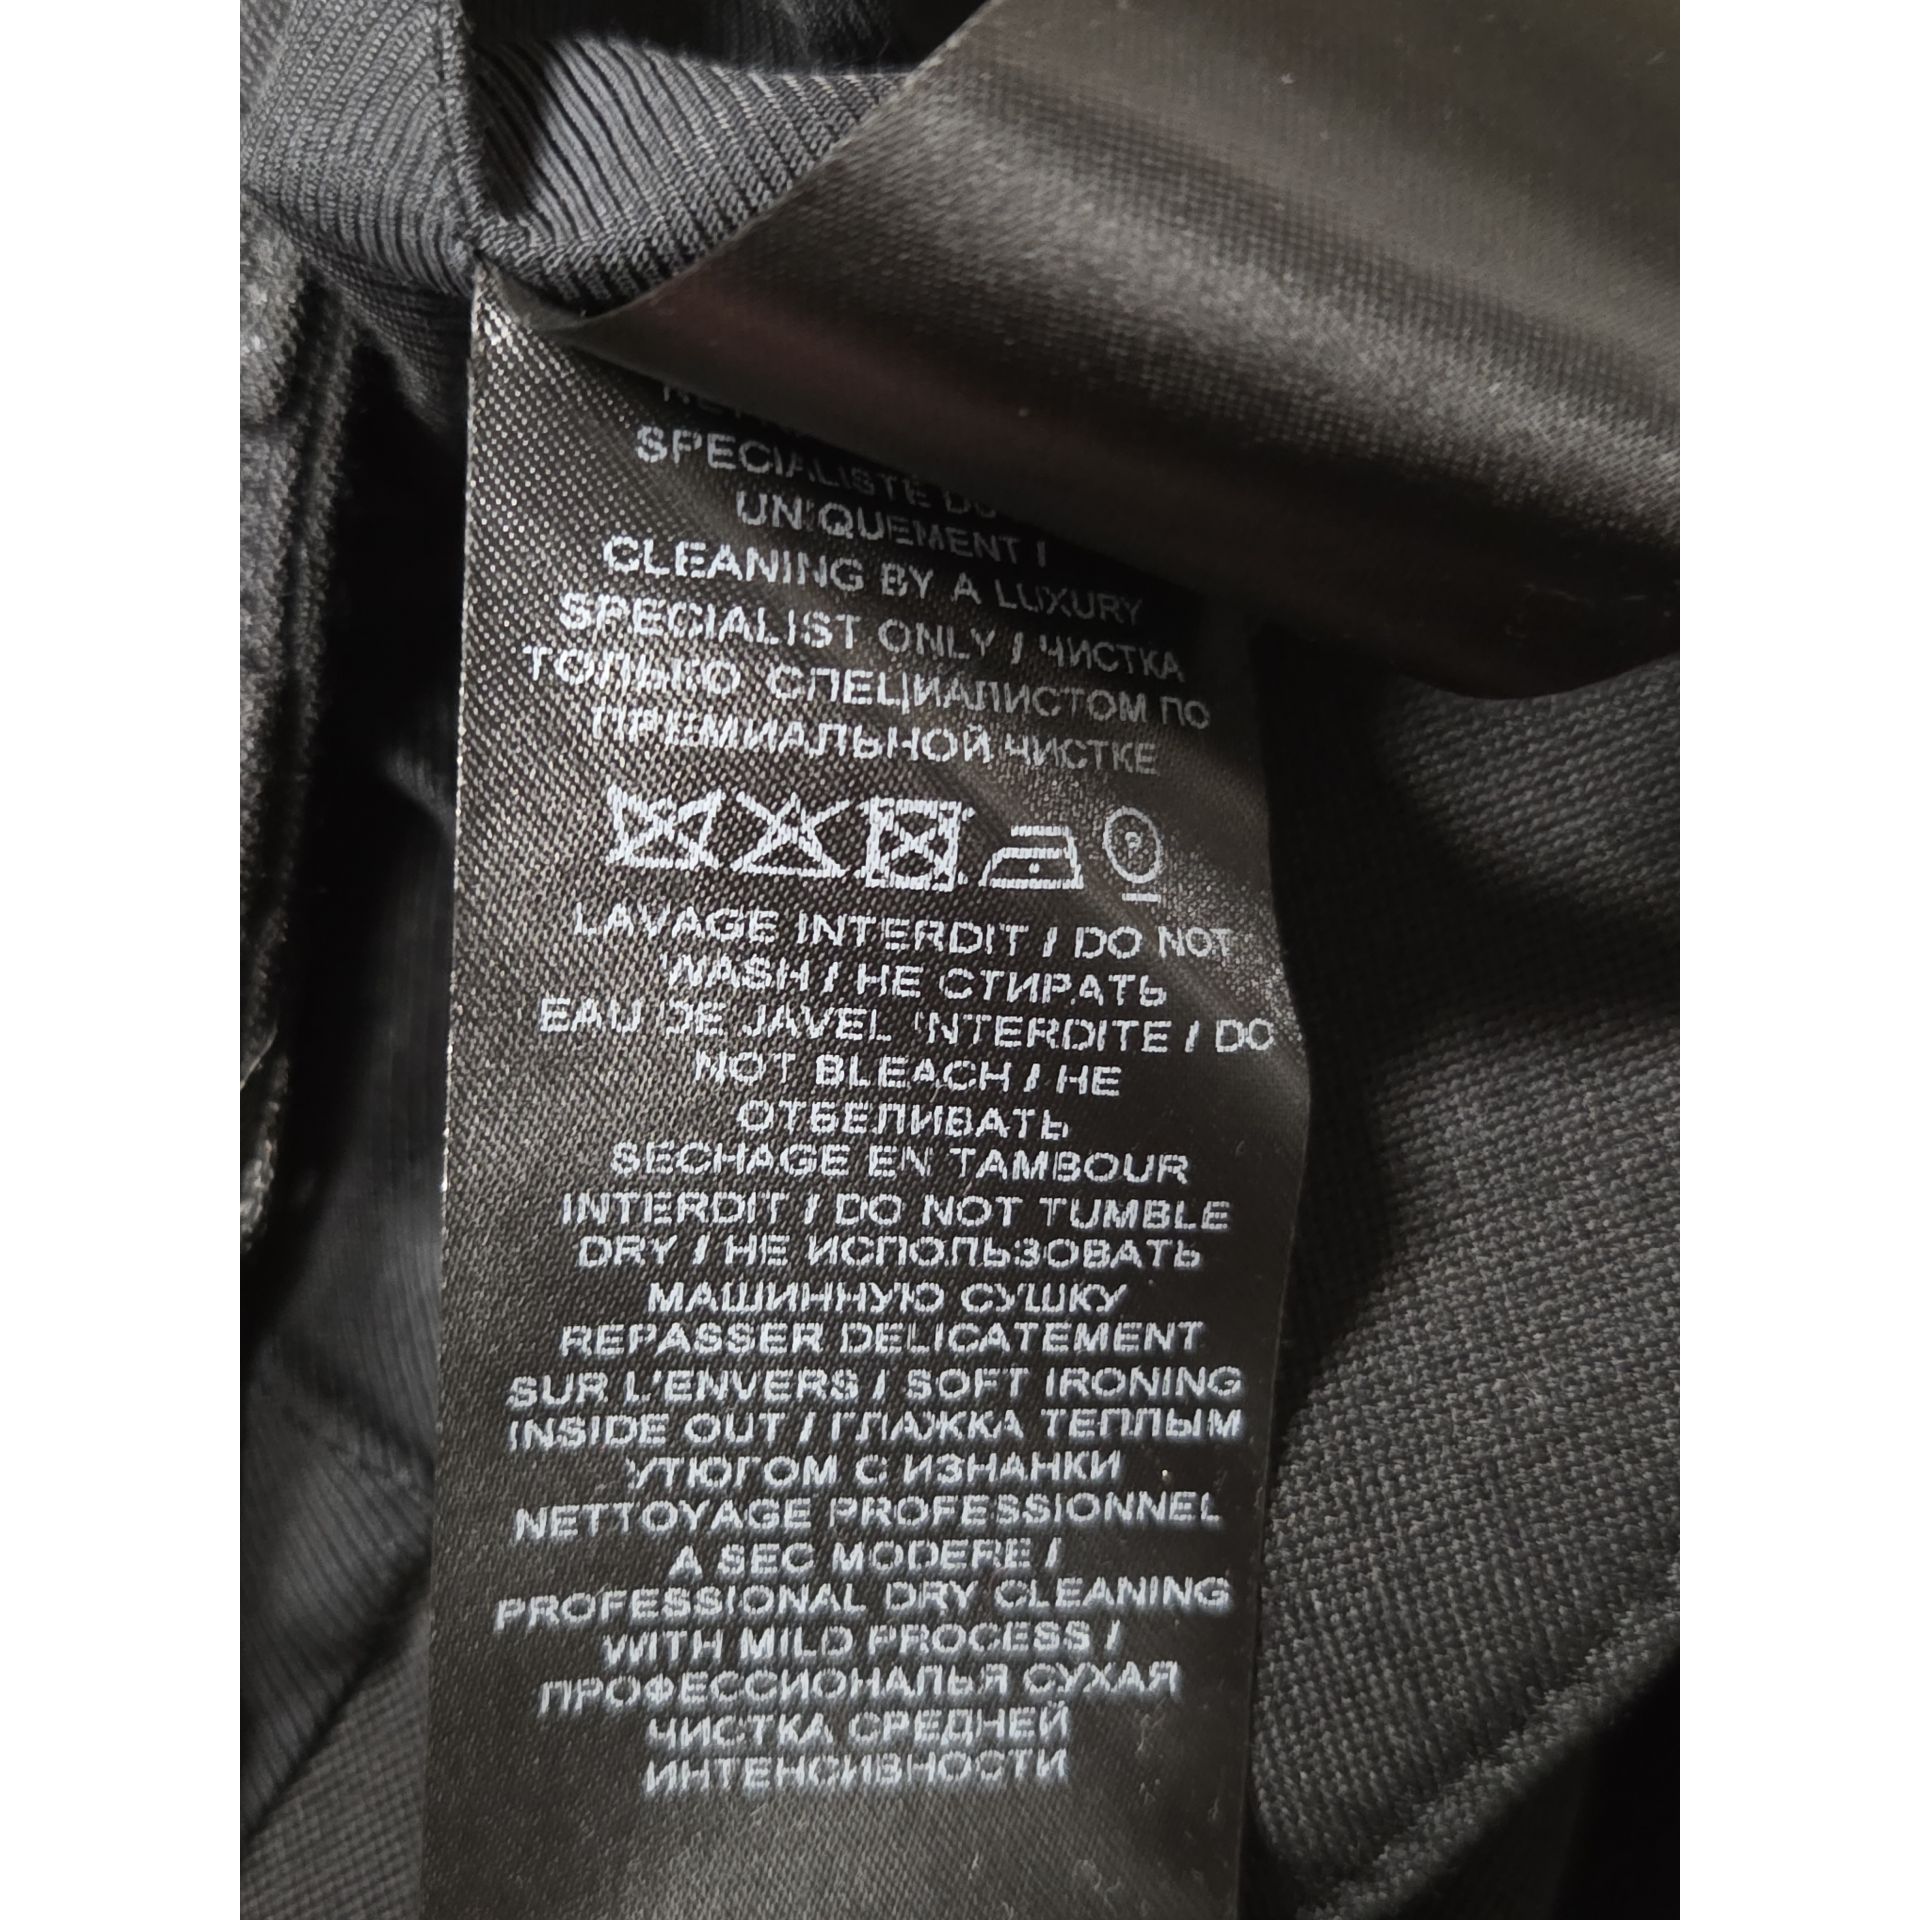 SPECIALISTE DU
UNIQUEMENT /
CLEANING BY A LUXURY
SPECIALIST ONLY / ЧИСТКА
ТОЛЬКО СПЕЦИАЛИСТОМ ПО
ПРЕМИАЛЬНОЙ ЧИСТКЕ
P
LAVAGE INTERDIT / DO NOT
WASH / НЕ СТИРАТЬ
EAU DE JAVEL INTERDITE / DO
NOT BLEACH / НЕ
ОТБЕЛИВАТЬ
SECHAGE EN TAMBOUR
INTERDIT / DO NOT TUMBLE
DRY / НЕ ИСПОЛЬЗОВАТЬ
МАШИННУЮ СУШКУ
REPASSER DELICATEMENT
SUR L'ENVERS / SOFT IRONING
INSIDE OUT / ГЛАЖКА ТЕПЛЫМ
УТЮГОМ С ИЗНАНКИ
NETTOYAGE PROFESSIONNEL
A SEC MODERE /
PROFESSIONAL DRY CLEANING
WITH MILD PROCESS /
ПРОФЕССИОНАЛЬЯ СУХАЯ
ЧИСТКА СРЕДНЕЙ
ИНТЕНСИВНОСТИ